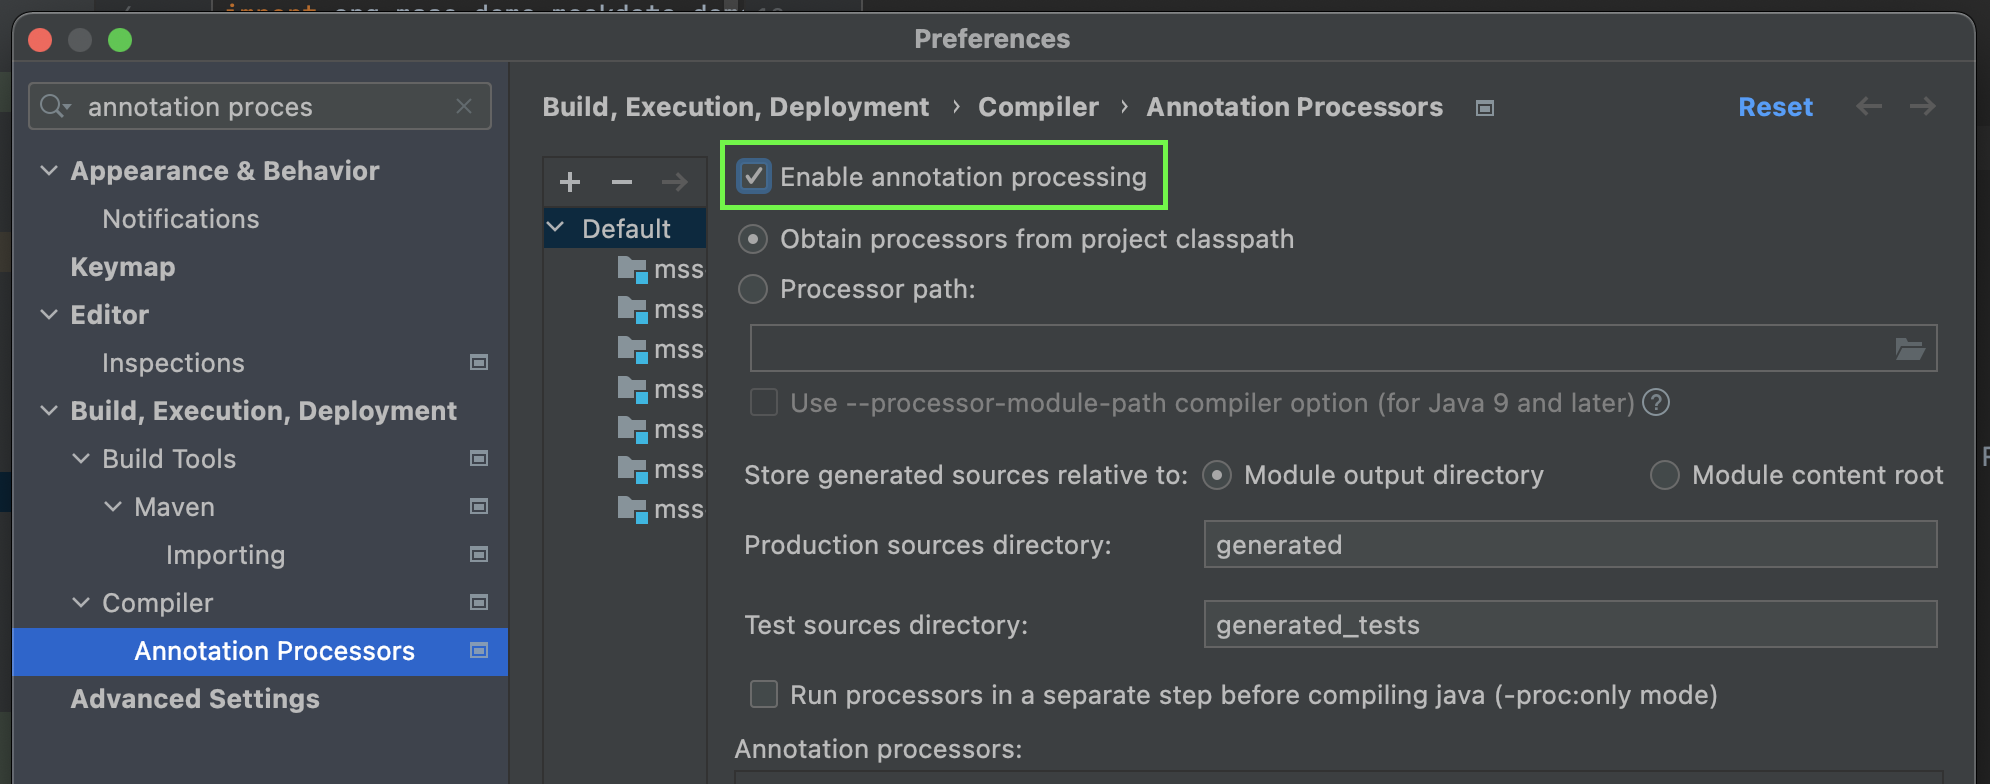 import
Preferences
annotation proces
Appearance & Behavior
Notifications
Keymap
Editor
Inspections
Build, Execution, Deployment
Build Tools
Maven
Importing
Compiler
Annotation Processors
Advanced Settings
Build, Execution, Deployment › Compiler › Annotation Processors
Reset
Default
mss
mss
mss
mss
mss
mss
mss
Enable annotation processing
Obtain processors from project classpath
Processor path:
Use --processor-module-path compiler option (for Java 9 and later) ?
Store generated sources relative to: Module output directory Module content root
Production sources directory: generated
Test sources directory: generated_tests
Run processors in a separate step before compiling java (-proc:only mode)
Annotation processors: